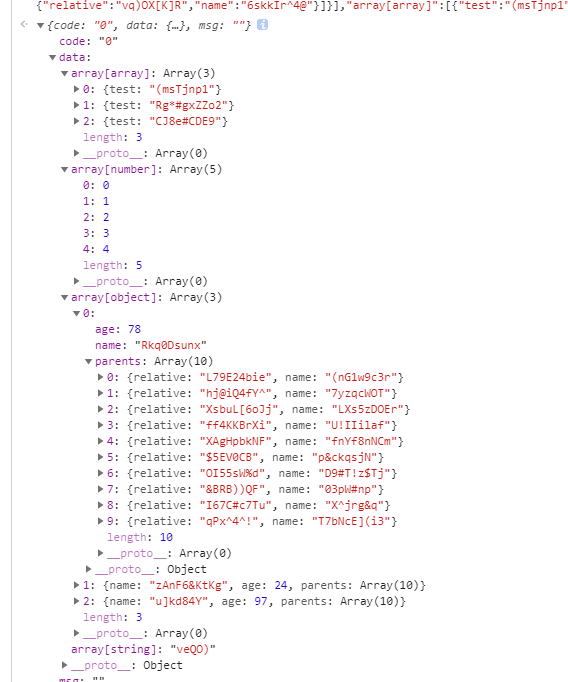 {"relative":"vq)OX[K]R","name":"6skkIr^4@"}]}],"array[array]":[{"test":"(msTjnp1"
{code: "0", data: {…}, msg: ""}
code: "0"
data:
array[array]: Array(3)
0: {test: "(msTjnp1"}
1: {test: "Rg*#gxZZo2"}
2: {test: "CJ8e#CDE9"}
length: 3
__proto__: Array(0)
array[number]: Array(5)
0: 0
1: 1
2: 2
3: 3
4: 4
length: 5
__proto__: Array(0)
array[object]: Array(3)
0:
age: 78
name: "Rkq0Dsunx"
parents: Array(10)
0: {relative: "L79E24bie", name: "(nG1w9c3r"}
1: {relative: "hj@iQ4fY^", name: "7yzqcWOT"}
2: {relative: "XsbuL[6oJj", name: "LXs5zDOEr"}
3: {relative: "ff4KKBrXi", name: "U!IIilaf"}
4: {relative: "XAgHpbkNF", name: "fnYf8nNCm"}
5: {relative: "$5EV0CB", name: "p&ckqsjN"}
6: {relative: "OI55sW%d", name: "D9#T!z$Tj"}
7: {relative: "&BRB))QF", name: "03pW#np"}
8: {relative: "I67C#c7Tu", name: "X^jrg&q"}
9: {relative: "qPx^4^!", name: "T7bNcE](i3"}
length: 10
__proto__: Array(0)
__proto__: Object
1: {name: "zAnF6&KtKg", age: 24, parents: Array(10)}
2: {name: "u]kd84Y", age: 97, parents: Array(10)}
length: 3
__proto__: Array(0)
array[string]: "veQO)"
__proto__: Object
msg: ""